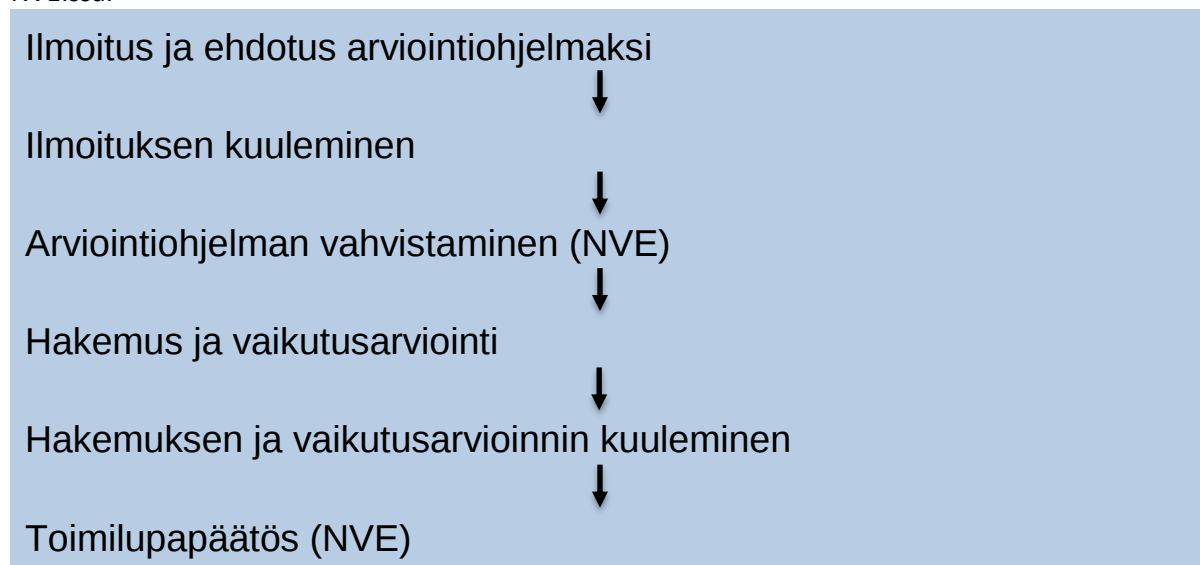 Ilmoitus ja ehdotus arviointiohjelmaksi
Ilmoituksen kuuleminen
Arviointiohjelman vahvistaminen (NVE)
Hakemus ja vaikutusarviointi
Hakemuksen ja vaikutusarvioinnin kuuleminen
Toimilupapäätös (NVE)